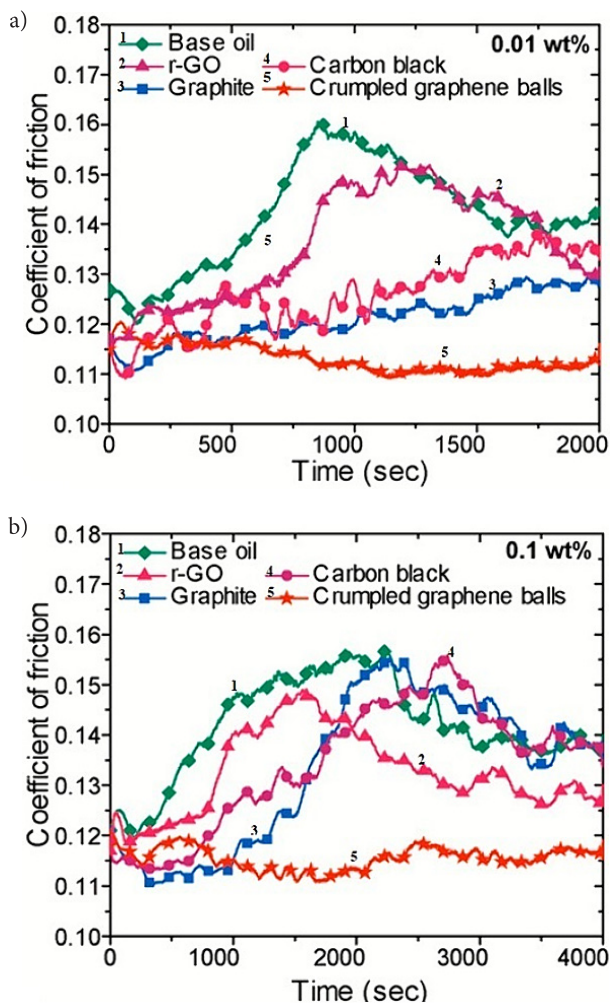 a)
0.18
0.17
0.16
0.15
0.14
0.13
0.12
0.11
0.10
Coefficient of friction
1 Base oil
0.01 wt%
2 r-GO
4 Carbon black
3 Graphite
5 Crumpled graphene balls
1
2
5
4
3
5
0 500 1000 1500 2000
Time (sec)
b)
0.18
0.17
0.16
0.15
0.14
0.13
0.12
0.11
0.10
Coefficient of friction
1 Base oil
0.1 wt%
2 r-GO
4 Carbon black
3 Graphite
5 Crumpled graphene balls
4
1
2
3
5
0 1000 2000 3000 4000
Time (sec)